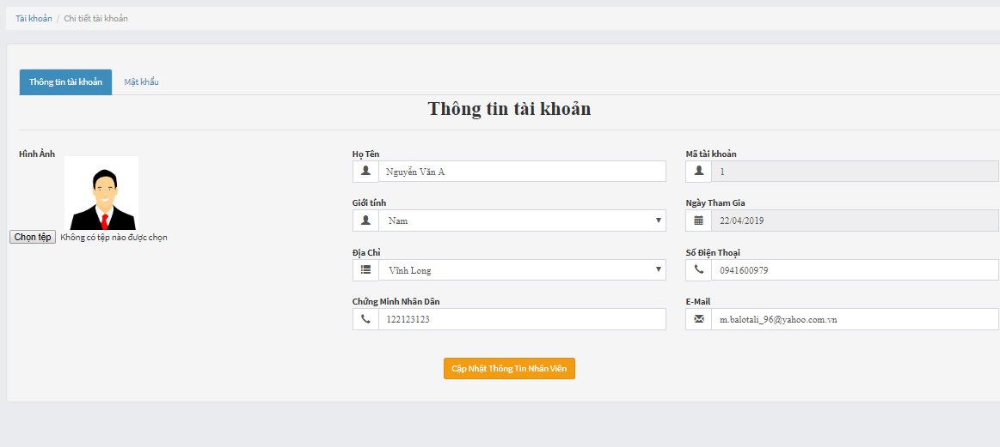 Tài khoản / Chi tiết tài khoản
Thông tin tài khoản
Mật khẩu
Thông tin tài khoản
Hình Ảnh
Chọn tệp Không có tệp nào được chọn
Họ Tên
Nguyễn Văn A
Mã tài khoản
1
Giới tính
Nam
Ngày Tham Gia
22/04/2019
Địa Chỉ
Vĩnh Long
Số Điện Thoại
0941600979
Chứng Minh Nhân Dân
122123123
E-Mail
m.balotali_96@yahoo.com.vn
Cập Nhật Thông Tin Nhân Viên